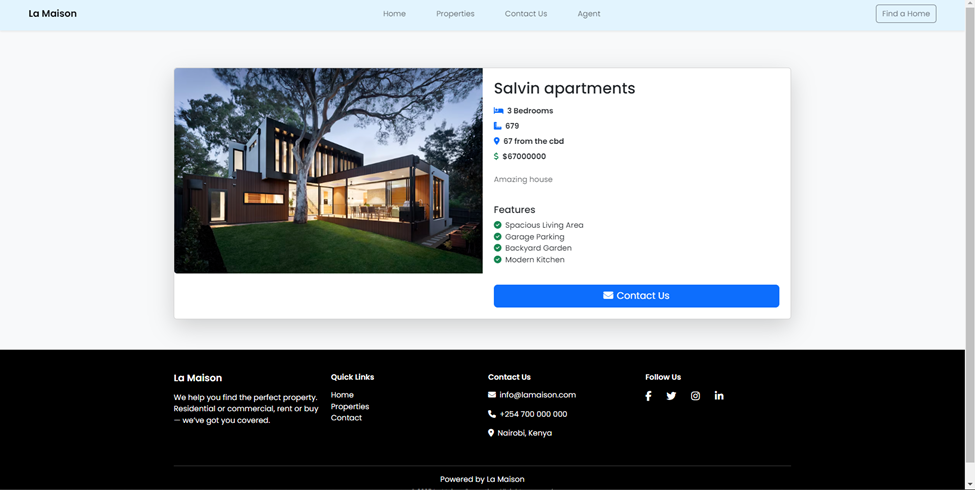 La Maison
Home
Properties
Contact Us
Agent
Find a Home
Salvin apartments
3 Bedrooms
679
67 from the cbd
$67000000
Amazing house
Features
Spacious Living Area
Garage Parking
Backyard Garden
Modern Kitchen
Contact Us
La Maison
We help you find the perfect property.
Residential or commercial, rent or buy
— we've got you covered.
Quick Links
Home
Properties
Contact
Contact Us
info@lamaison.com
+254 700 000 000
Nairobi, Kenya
Follow Us
Powered by La Maison